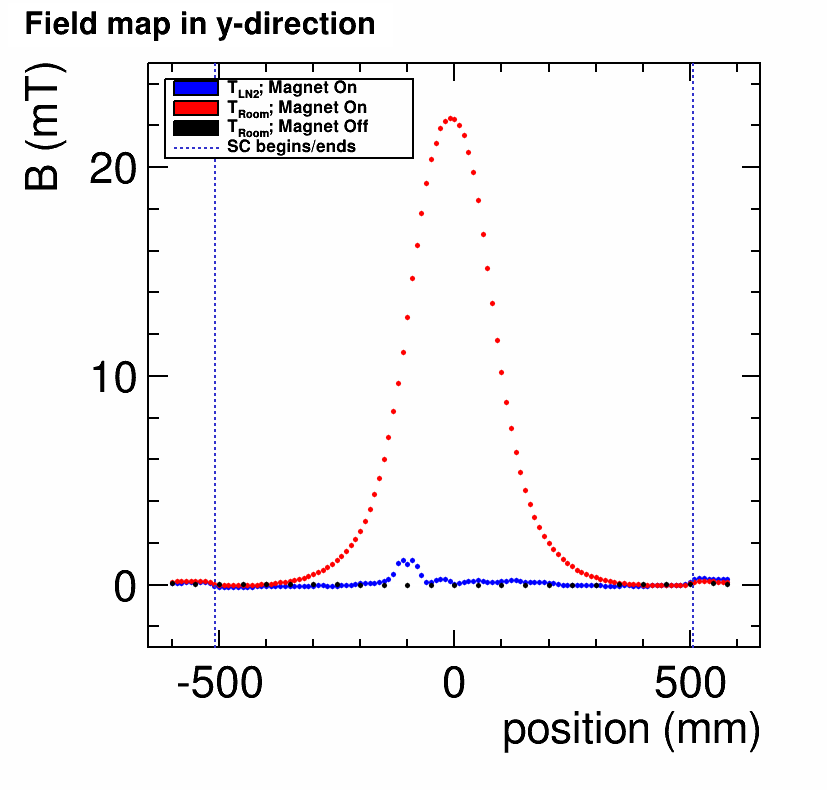 Field map in y-direction
B (mT)
T_LN2; Magnet On
T_Room; Magnet On
T_Room; Magnet Off
SC begins/ends
20
10
0
-500 0 500
position (mm)